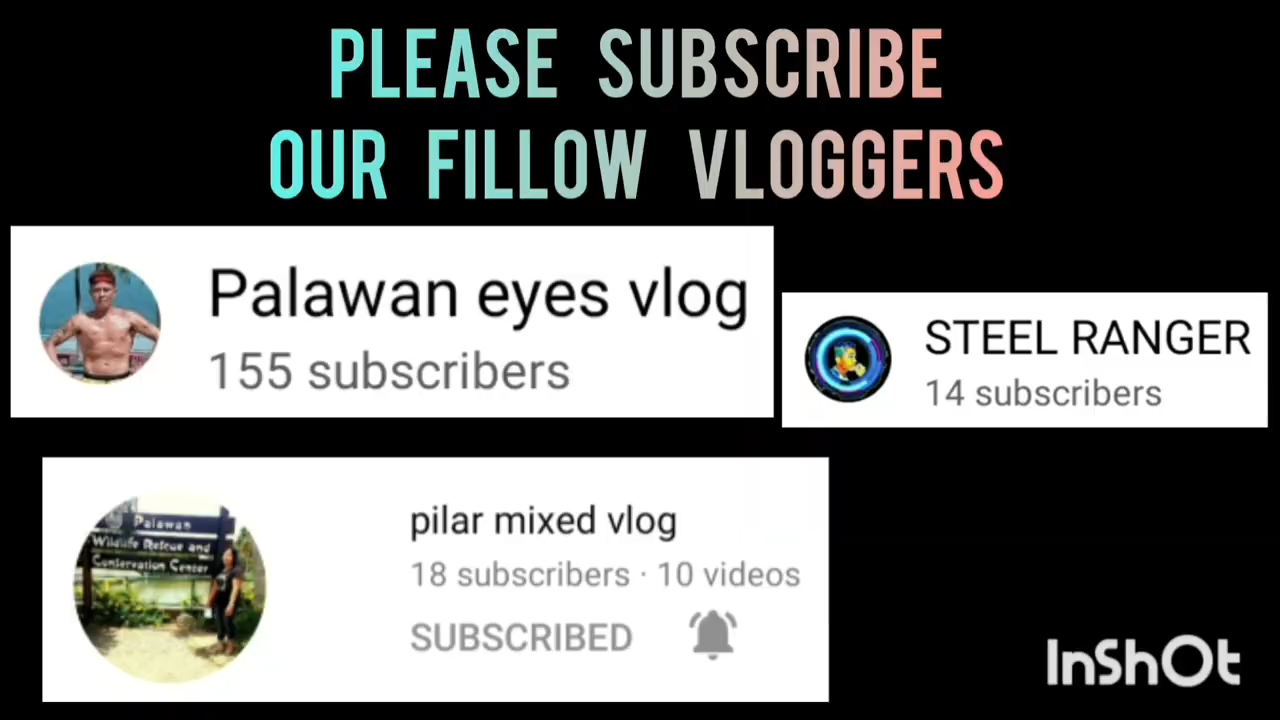 PLEASE SUBSCRIBE
OUR FILLOW VLOGGERS
Palawan eyes vlog
155 subscribers
STEEL RANGER
14 subscribers
Palawan
Wildlife Rescue and
Conservation Center
pilar mixed vlog
18 subscribers · 10 videos
SUBSCRIBED
InShOt